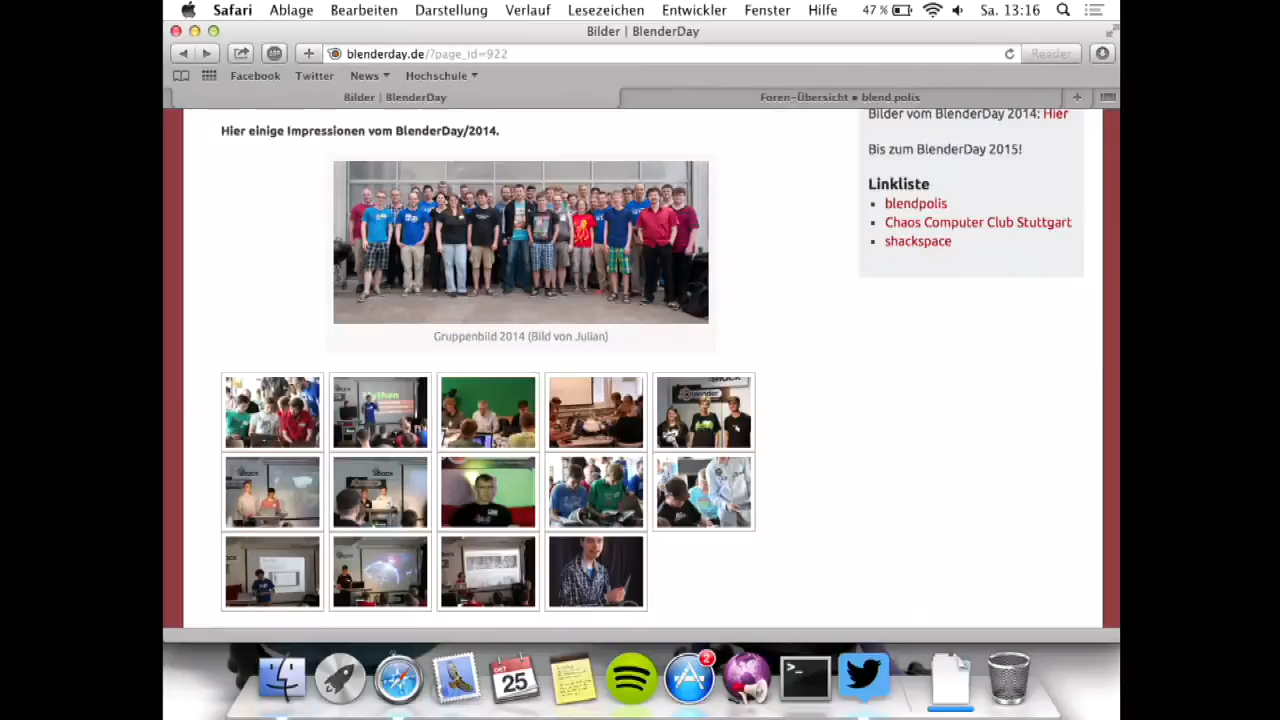 Safari Ablage Bearbeiten Darstellung Verlauf Lesezeichen Entwickler Fenster Hilfe 47 % Sa. 13:16
Bilder | BlenderDay
blenderday.de/?page_id=922 Reader
Facebook Twitter News Hochschule
Bilder | BlenderDay Foren-Übersicht ▪ blend.polis
Hier einige Impressionen vom BlenderDay/2014.
Gruppenbild 2014 (Bild von Julian)
Bilder vom BlenderDay 2014: Hier
Bis zum BlenderDay 2015!
Linkliste
blendpolis
Chaos Computer Club Stuttgart
shackspace
OKT
25
2